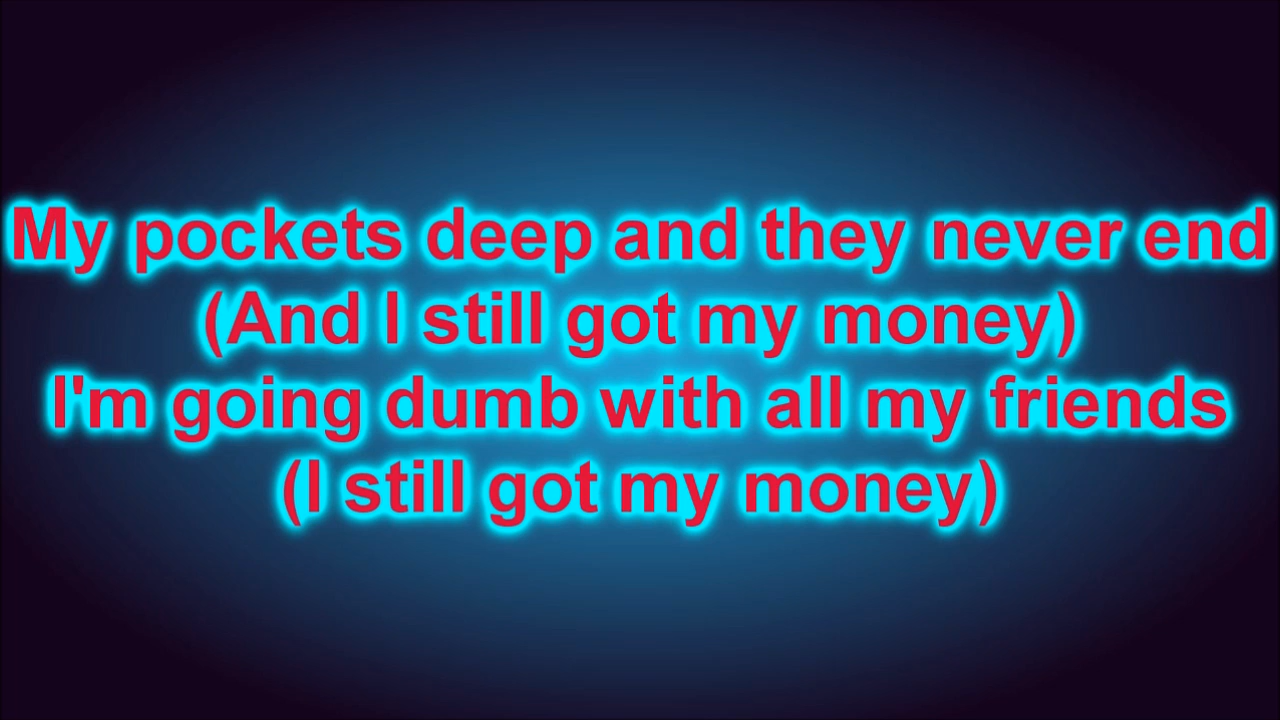 My pockets deep and they never end
(And I still got my money)
I'm going dumb with all my friends
(I still got my money)